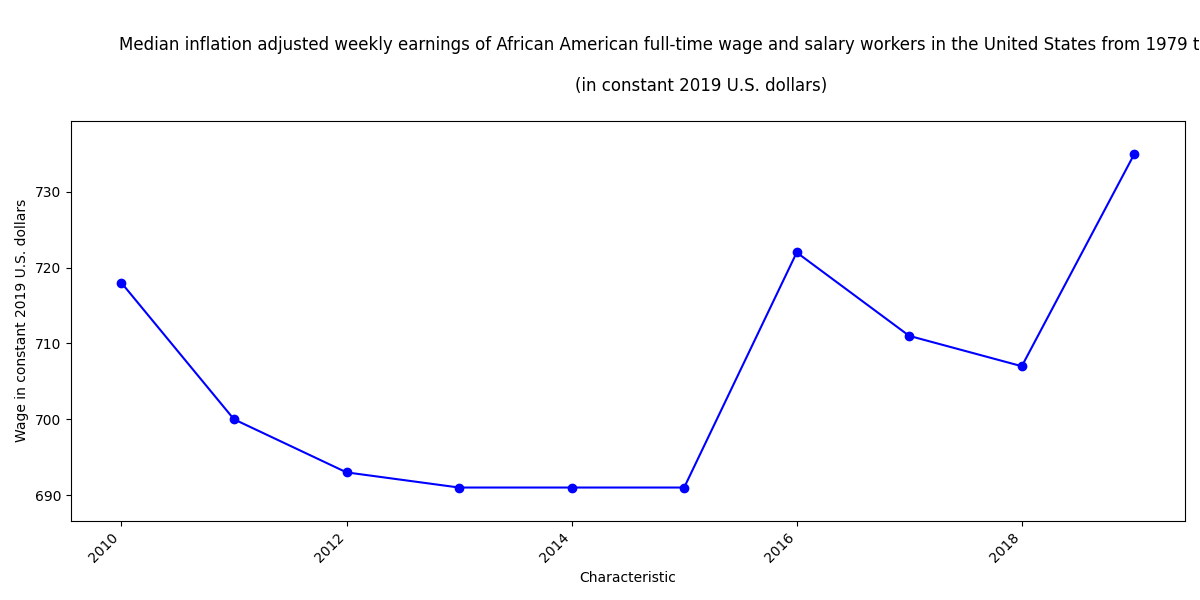 Median inflation adjusted weekly earnings of African American full-time wage and salary workers in the United States from 1979 t
(in constant 2019 U.S. dollars)
Wage in constant 2019 U.S. dollars
730
720
710
700
690
2010
2012
2014
2016
2018
Characteristic